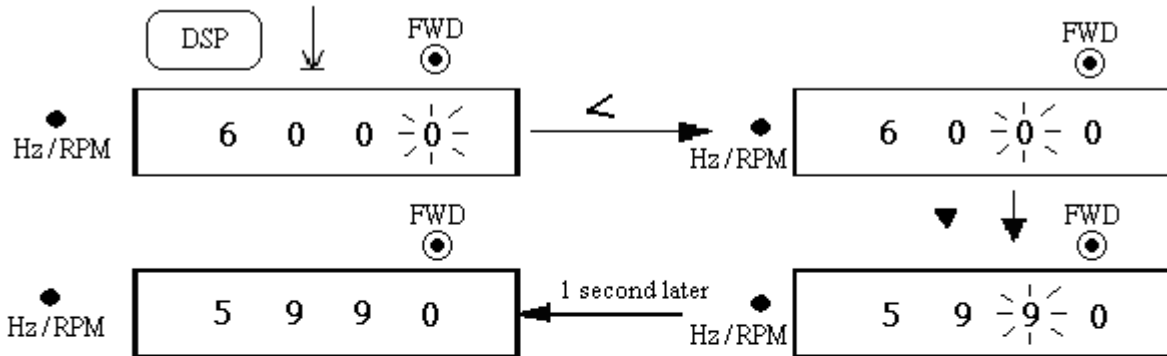 DSP
FWD
6 0 0 0
Hz/RPM
<
FWD
6 0 0 0
Hz/RPM
FWD
5 9 9 0
Hz/RPM
1 second later
FWD
5 9 9 0
Hz/RPM